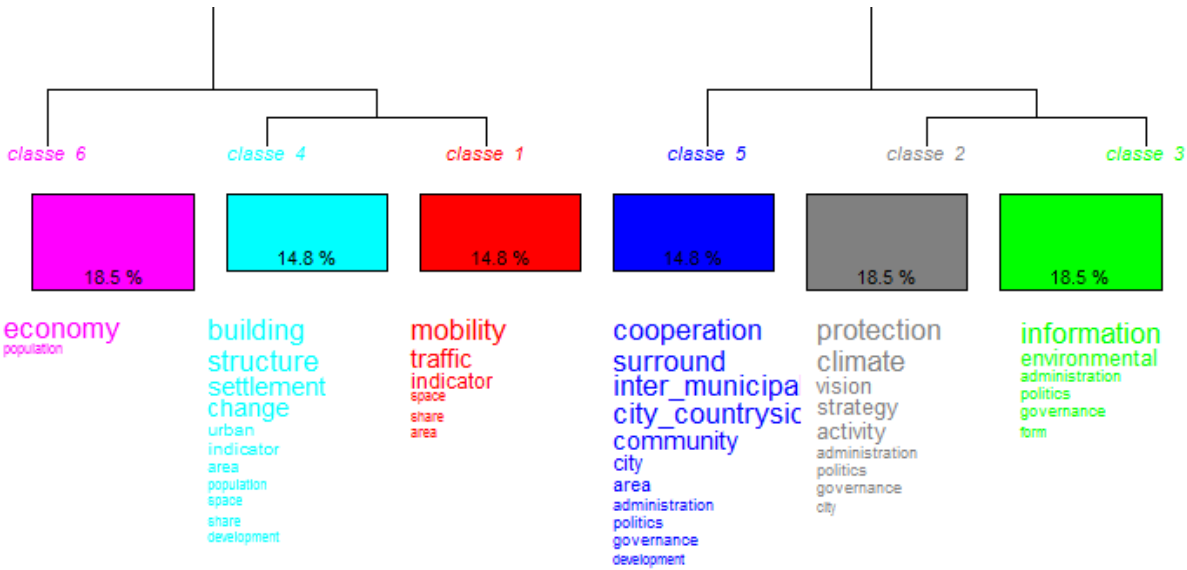 classe 6
classe 4
classe 1
classe 5
classe 2
classe 3
18.5 %
14.8 %
14.8 %
14.8 %
18.5 %
18.5 %
economy
population
building
structure
settlement
change
urban
indicator
area
population
space
share
development
mobility
traffic
indicator
space
share
area
cooperation
surround
inter_municipa
city_countrysic
community
city
area
administration
politics
governance
development
protection
climate
vision
strategy
activity
administration
politics
governance
city
information
environmental
administration
politics
governance
form